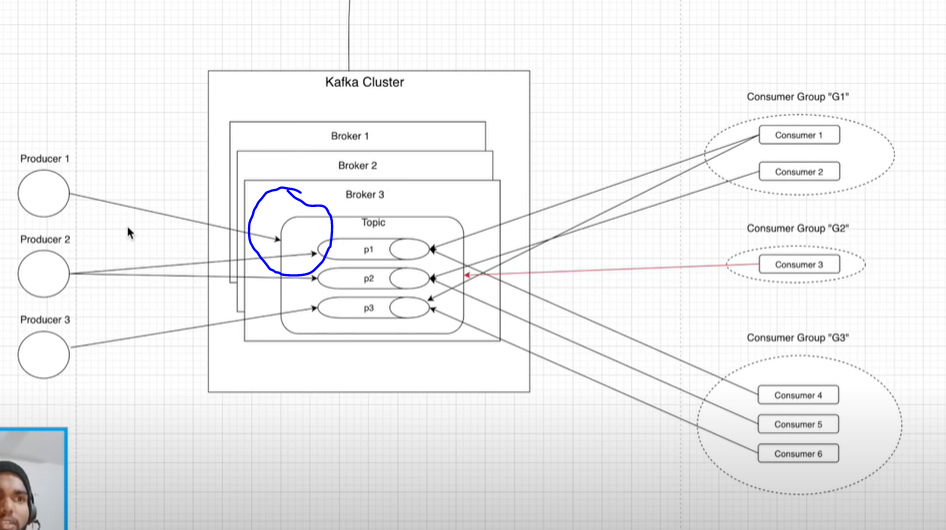 Kafka Cluster
Broker 1
Broker 2
Broker 3
Topic
p1
p2
p3
Producer 1
Producer 2
Producer 3
Consumer Group "G1"
Consumer 1
Consumer 2
Consumer Group "G2"
Consumer 3
Consumer Group "G3"
Consumer 4
Consumer 5
Consumer 6